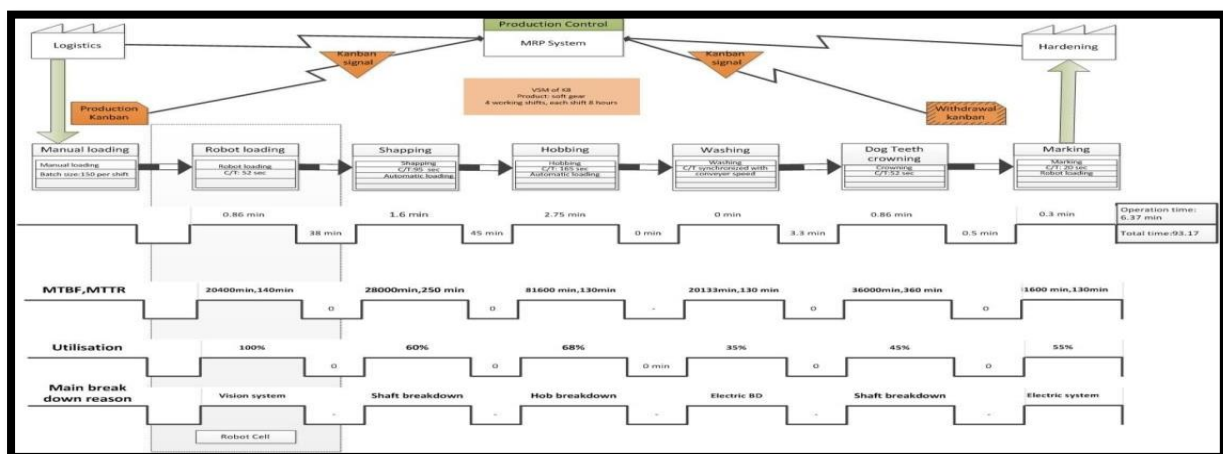 Production Control
MRP System
Logistics
Hardening
Kanban
signal
Kanban
signal
VSM of K8
Product: soft gear
4 working shifts, each shift 8 hours
Production
Kanban
Withdrawal
kanban
Manual loading
Manual loading
Batch size:150 per shift
Robot loading
Robot loading
C/T: 52 sec
Shapping
Shapping
C/T:95 sec
Automatic loading
Hobbing
Hobbing
C/T: 165 sec
Automatic loading
Washing
Washing
C/T synchronized with
conveyer speed
Dog Teeth
crowning
Crowning
C/T:52 sec
Marking
Marking
C/T: 20 sec
Robot loading
0.86 min
1.6 min
2.75 min
0 min
0.86 min
0.3 min
Operation time:
6.37 min
38 min
45 min
0 min
3.3 min
0.5 min
Total time:93.17
MTBF,MTTR
20400min,140min
28000min,250 min
81600 min,130min
20133min,130 min
36000min,360 min
1600 min,130min
0
0
-
0
0
Utilisation
100%
60%
68%
35%
45%
55%
0
0
0 min
0
0
Main break
down reason
Vision system
Shaft breakdown
Hob breakdown
Electric BD
Shaft breakdown
Electric system
-
-
-
-
-
Robot Cell